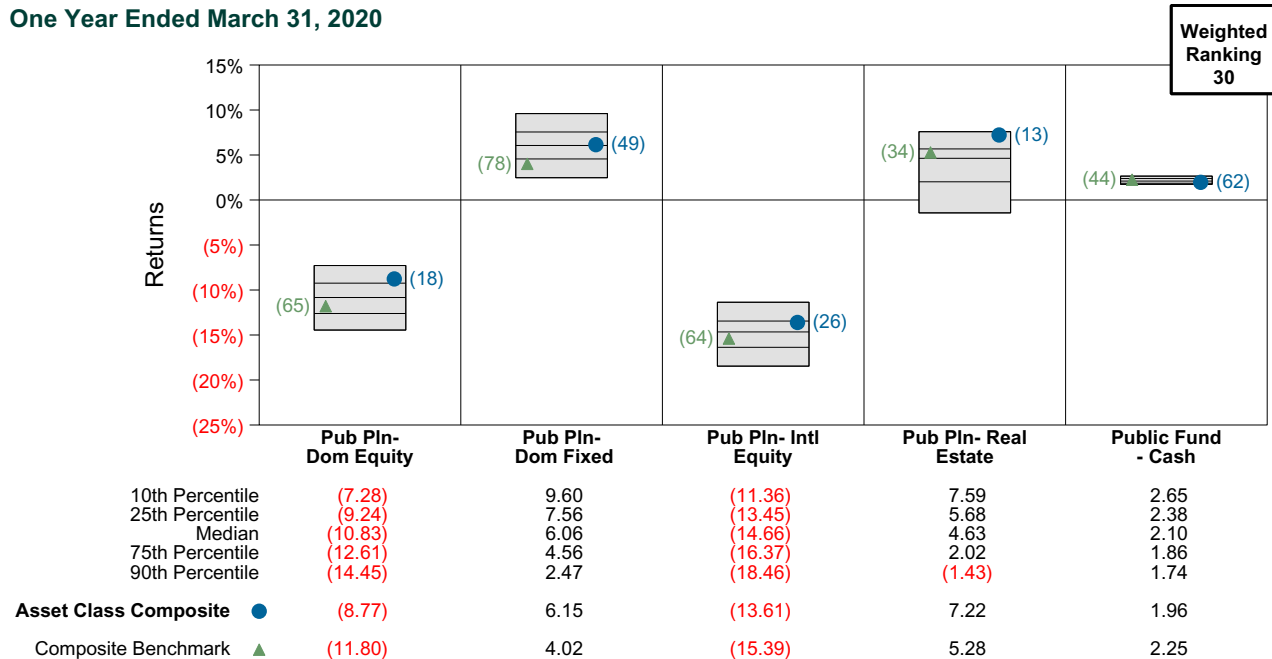 One Year Ended March 31, 2020
Weighted
Ranking
30
Returns
15%
10%
5%
0%
(5%)
(10%)
(15%)
(20%)
(25%)
(65)
(18)
(78)
(49)
(64)
(26)
(34)
(13)
(44)
(62)
Pub Pln-
Dom Equity
Pub Pln-
Dom Fixed
Pub Pln- Intl
Equity
Pub Pln- Real
Estate
Public Fund
- Cash
10th Percentile (7.28) 9.60 (11.36) 7.59 2.65
25th Percentile (9.24) 7.56 (13.45) 5.68 2.38
Median (10.83) 6.06 (14.66) 4.63 2.10
75th Percentile (12.61) 4.56 (16.37) 2.02 1.86
90th Percentile (14.45) 2.47 (18.46) (1.43) 1.74
Asset Class Composite (8.77) 6.15 (13.61) 7.22 1.96
Composite Benchmark (11.80) 4.02 (15.39) 5.28 2.25